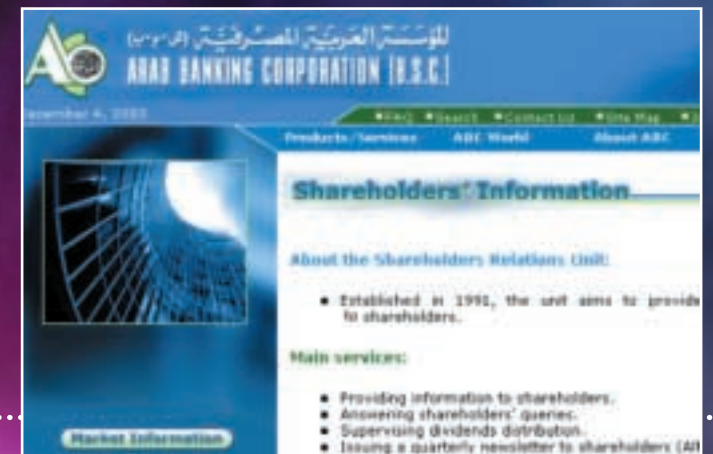 المؤسسة العربية المصرفية (ش.م.ب.)
ARAB BANKING CORPORATION (B.S.C.)
December 4,
FAQ Search Contact Us Site Map
Products/Services ABC World About ABC
Shareholders' Information
About the Shareholders Relations Unit:
Established in 1991, the unit aims to provide
to shareholders.
Main services:
Providing information to shareholders.
Answering shareholders' queries.
Supervising dividends distribution.
Issuing a quarterly newsletter to shareholders
Market Information